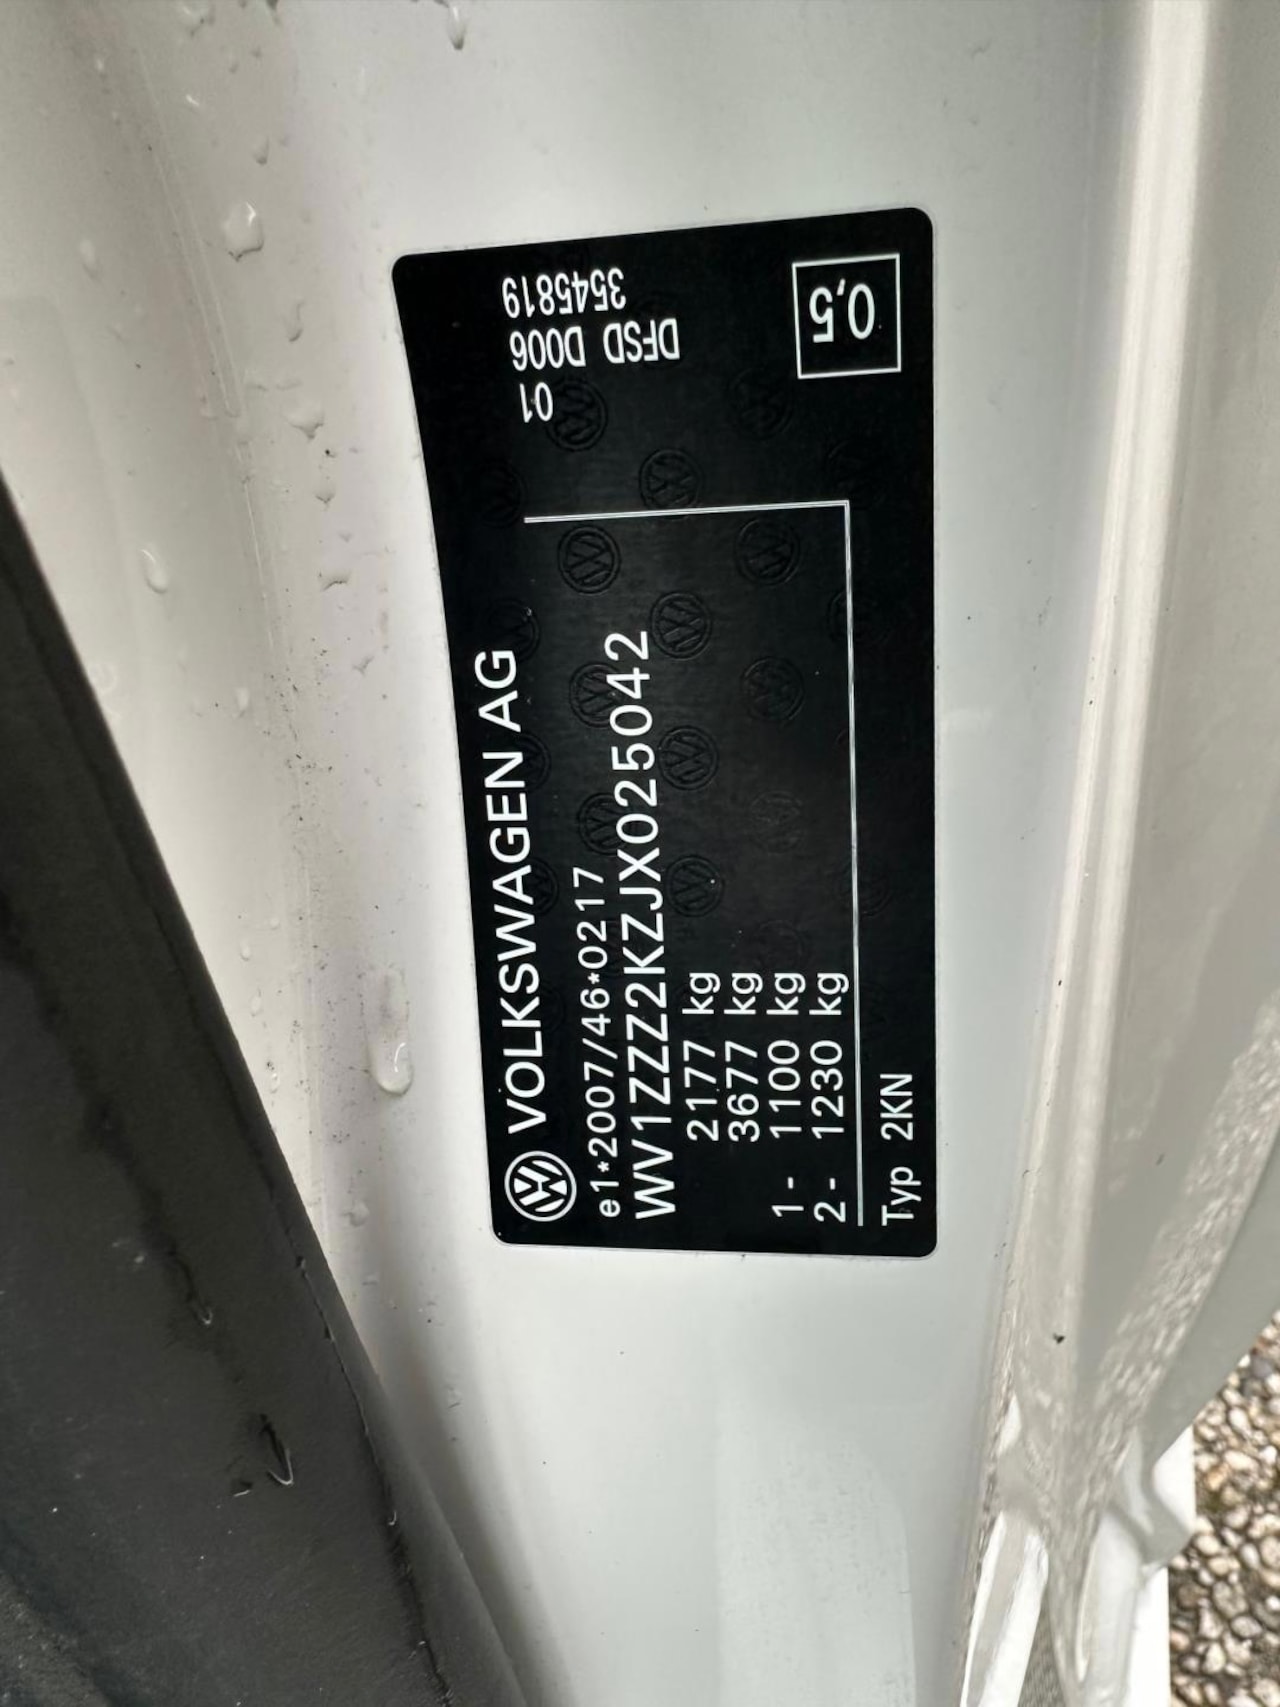 VOLKSWAGEN AG
e1*2007/46*0217
WV1ZZZ2KZJX025042
2177 kg
3677 kg
1- 1100 kg
2- 1230 kg
Typ 2KN
3545819
DFSD D006
01
0,5